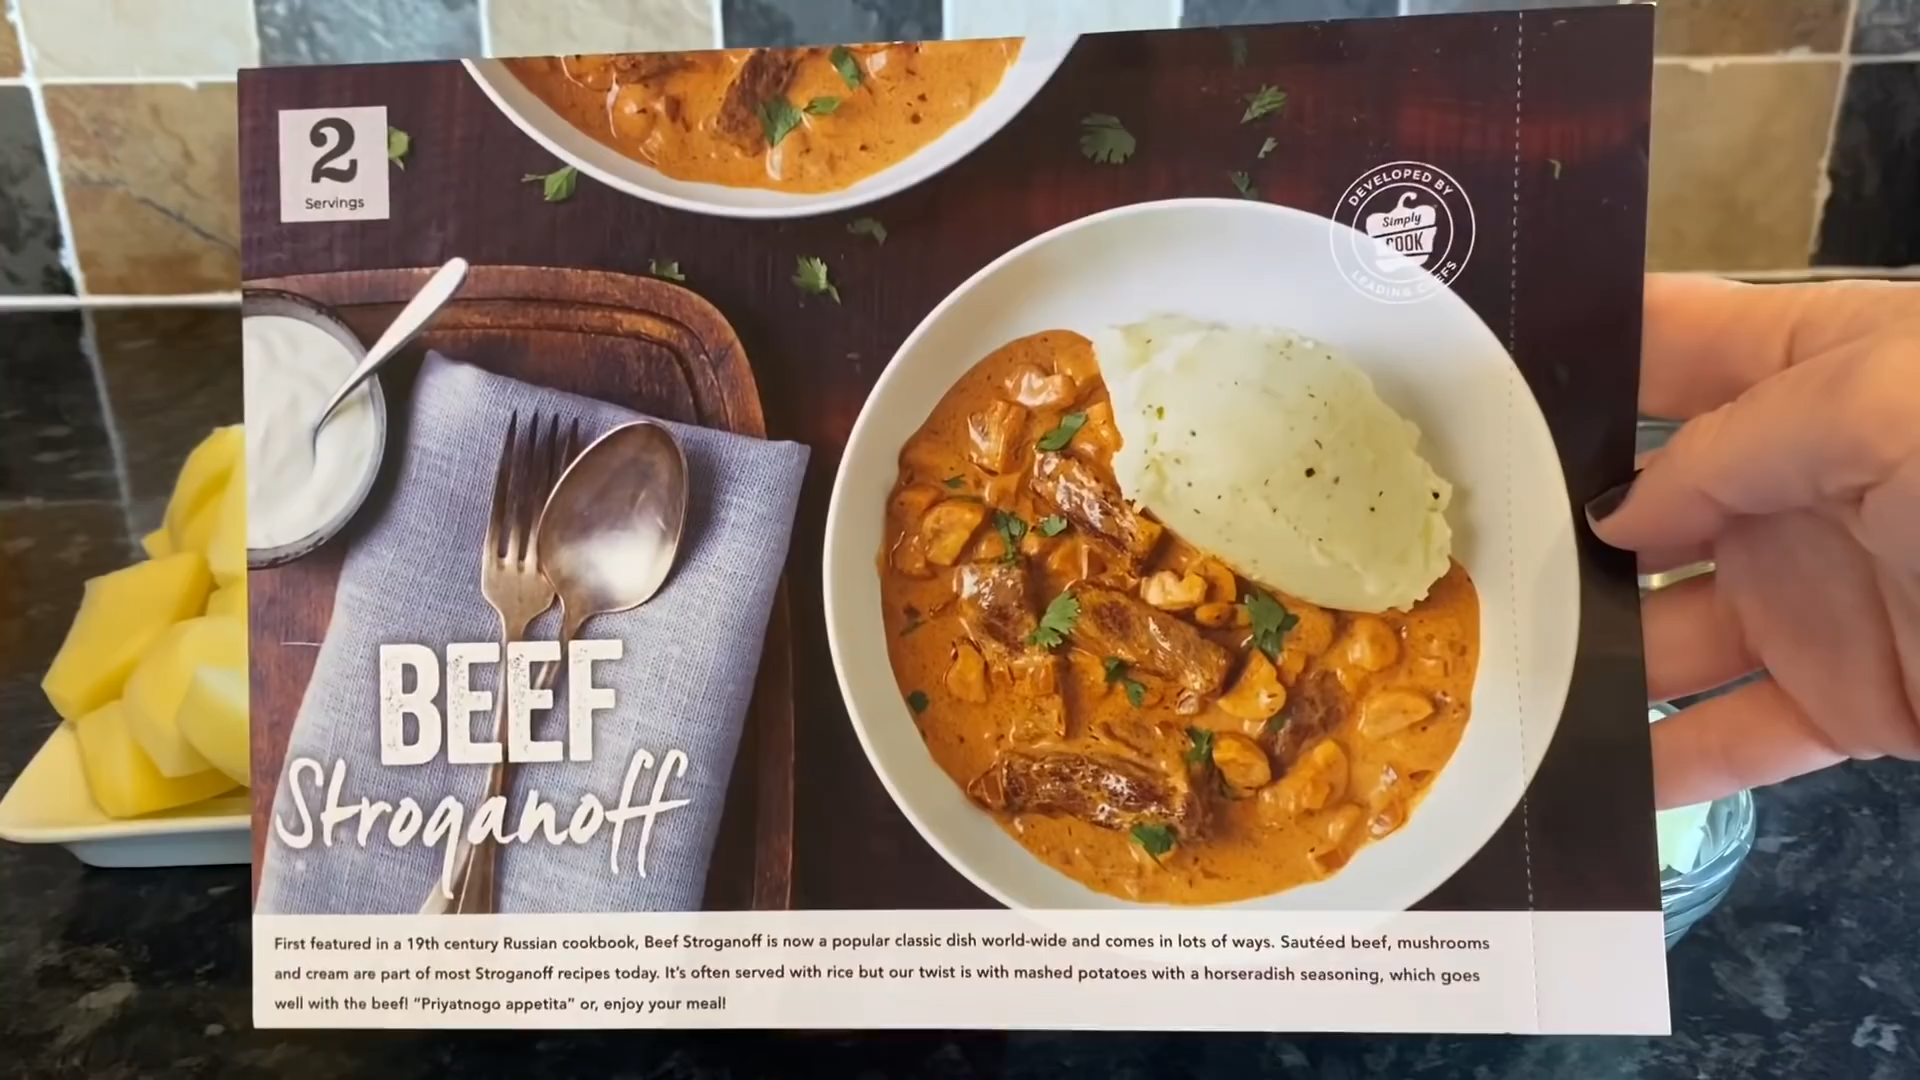 2
Servings
DEVELOPED BY
Simply
COOK
LEADING CHEFS
BEEF
Stroganoff
First featured in a 19th century Russian cookbook, Beef Stroganoff is now a popular classic dish world-wide and comes in lots of ways. Sautéed beef, mushrooms
and cream are part of most Stroganoff recipes today. It's often served with rice but our twist is with mashed potatoes with a horseradish seasoning, which goes
well with the beef! "Priyatnogo appetita" or, enjoy your meal!